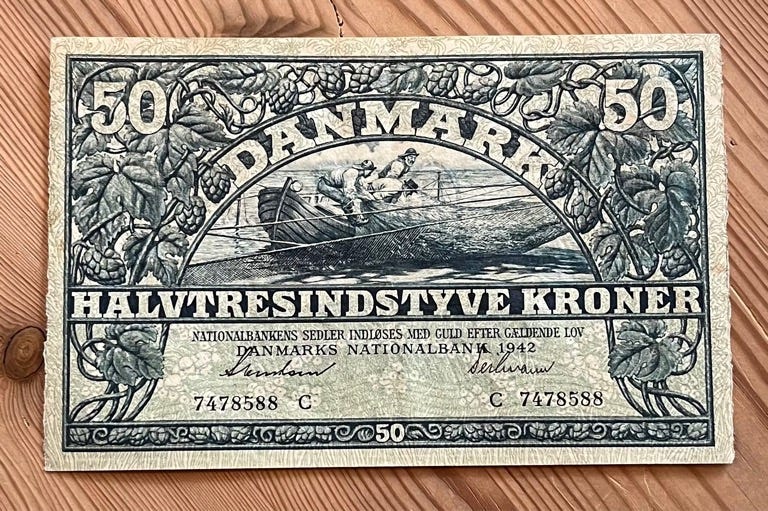 50 50
DANMARK
HALVTRESINDSTYVE KRONER
NATIONALBANKENS SEDLER INDLØSES MED GULD EFTER GÆLDENDE LOV
DANMARKS NATIONALBANK 1942
7478588 C C 7478588
50